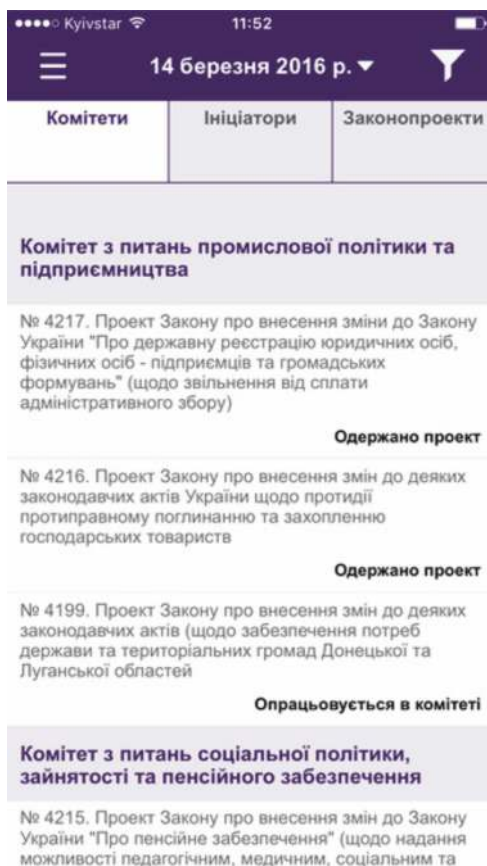 Kyivstar 11:52
14 березня 2016 р.
Комітети Ініціатори Законопроекти
Комітет з питань промислової політики та
підприємництва
№ 4217. Проект Закону про внесення зміни до Закону
України "Про державну реєстрацію юридичних осіб,
фізичних осіб - підприємців та громадських
формувань" (щодо звільнення від сплати
адміністративного збору)
Одержано проект
№ 4216. Проект Закону про внесення змін до деяких
законодавчих актів України щодо протидії
протиправному поглинанню та захопленню
господарських товариств
Одержано проект
№ 4199. Проект Закону про внесення змін до деяких
законодавчих актів (щодо забезпечення потреб
держави та територіальних громад Донецької та
Луганської областей
Опрацьовується в комітеті
Комітет з питань соціальної політики,
зайнятості та пенсійного забезпечення
№ 4215. Проект Закону про внесення змін до Закону
України "Про пенсійне забезпечення" (щодо надання
можливості педагогічним, медичним, соціальним та